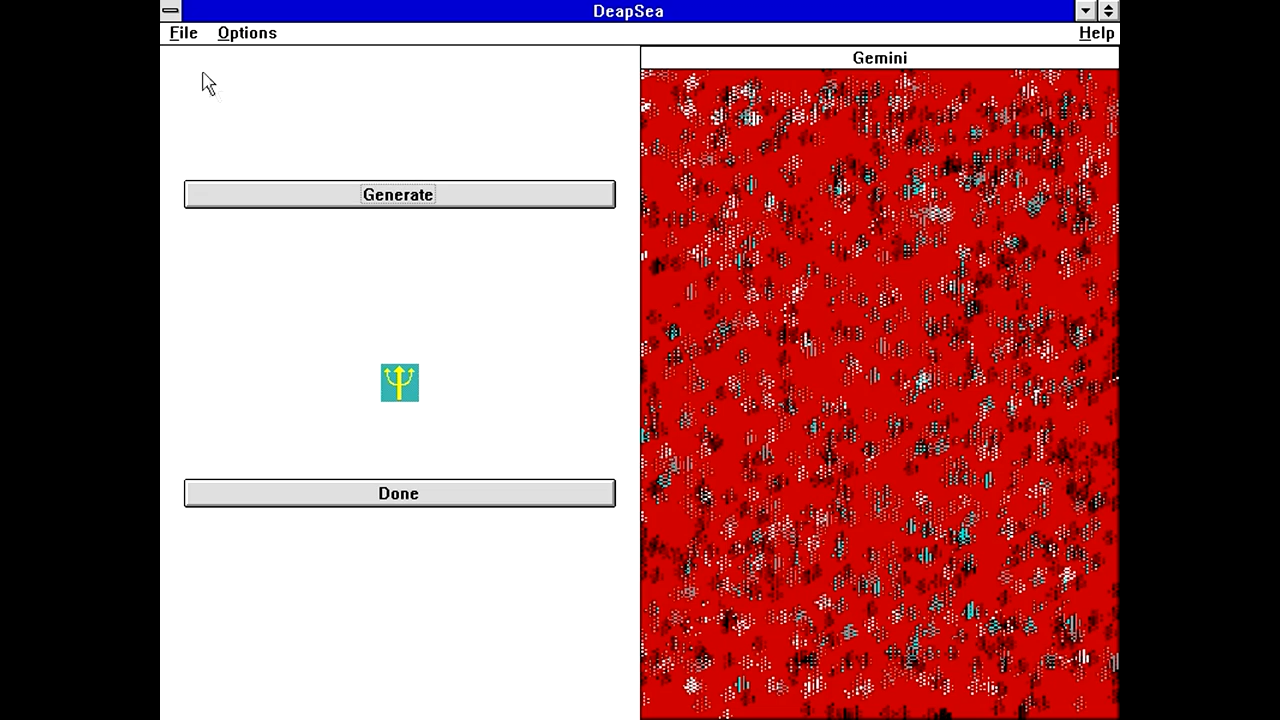 DeapSea
File Options Help
Gemini
Generate
Done